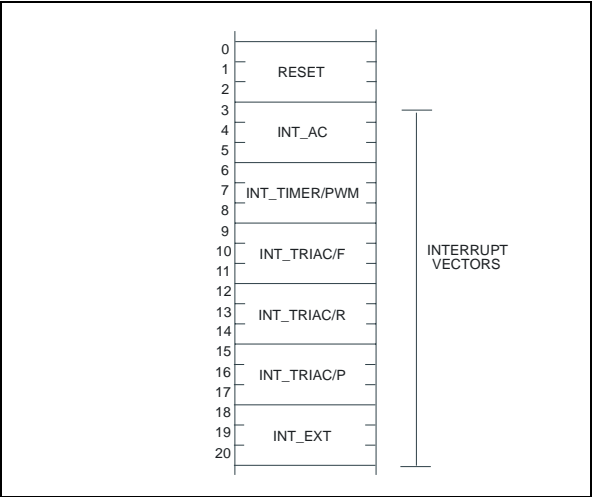 0
1
RESET
2
3
4
INT_AC
5
6
7
INT_TIMER/PWM
8
9
10
INT_TRIAC/F
11
12
13
INT_TRIAC/R
14
15
16
INT_TRIAC/P
17
18
19
INT_EXT
20
INTERRUPT
VECTORS